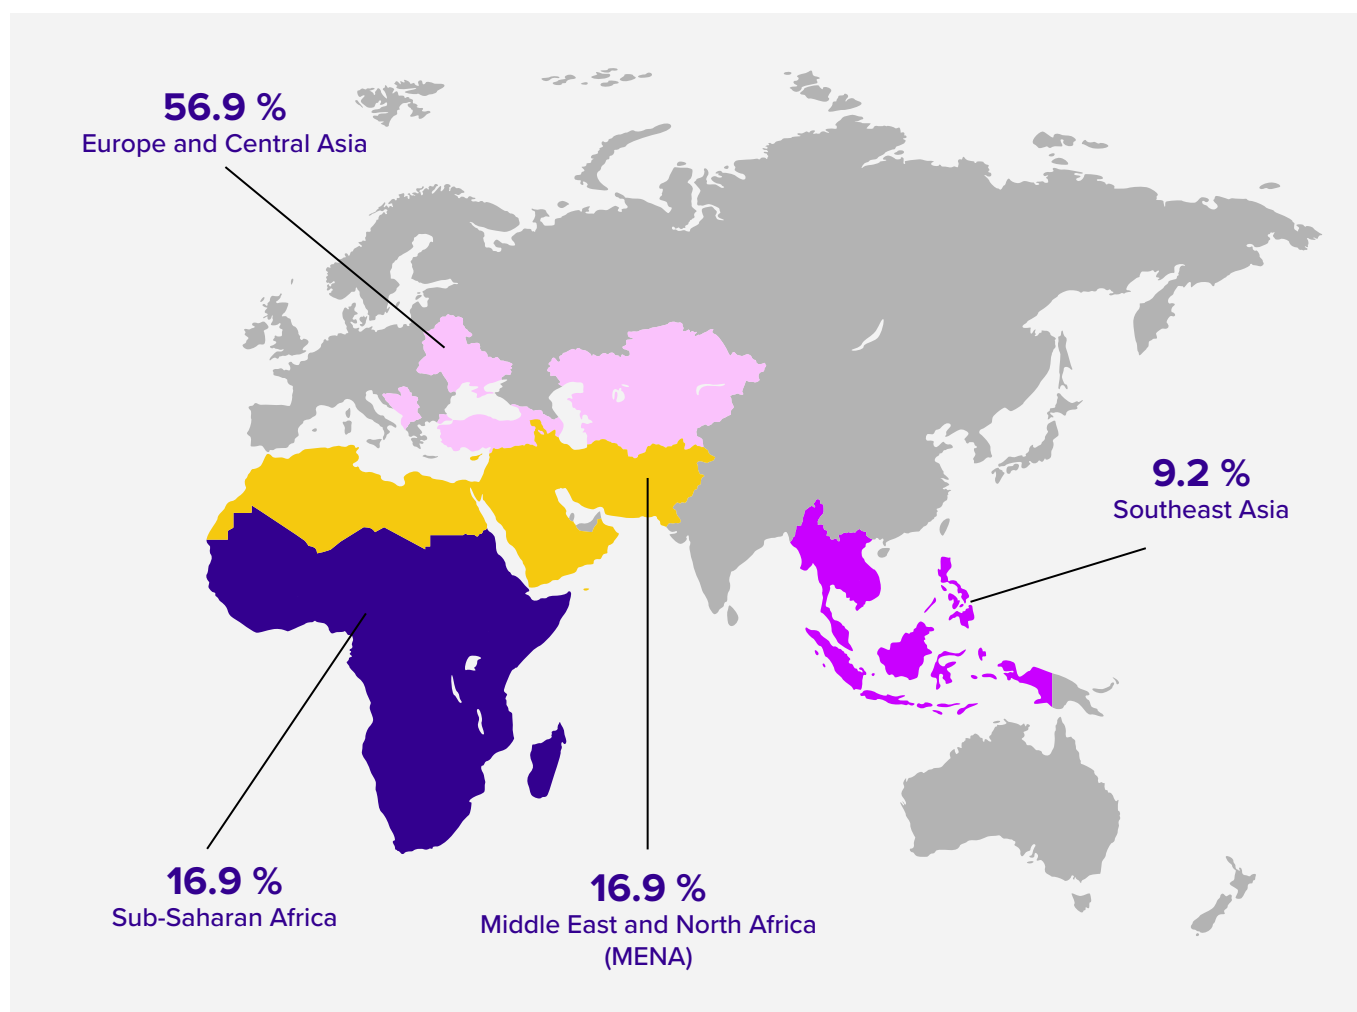 56.9 %
Europe and Central Asia
9.2 %
Southeast Asia
16.9 %
Sub-Saharan Africa
16.9 %
Middle East and North Africa
(MENA)